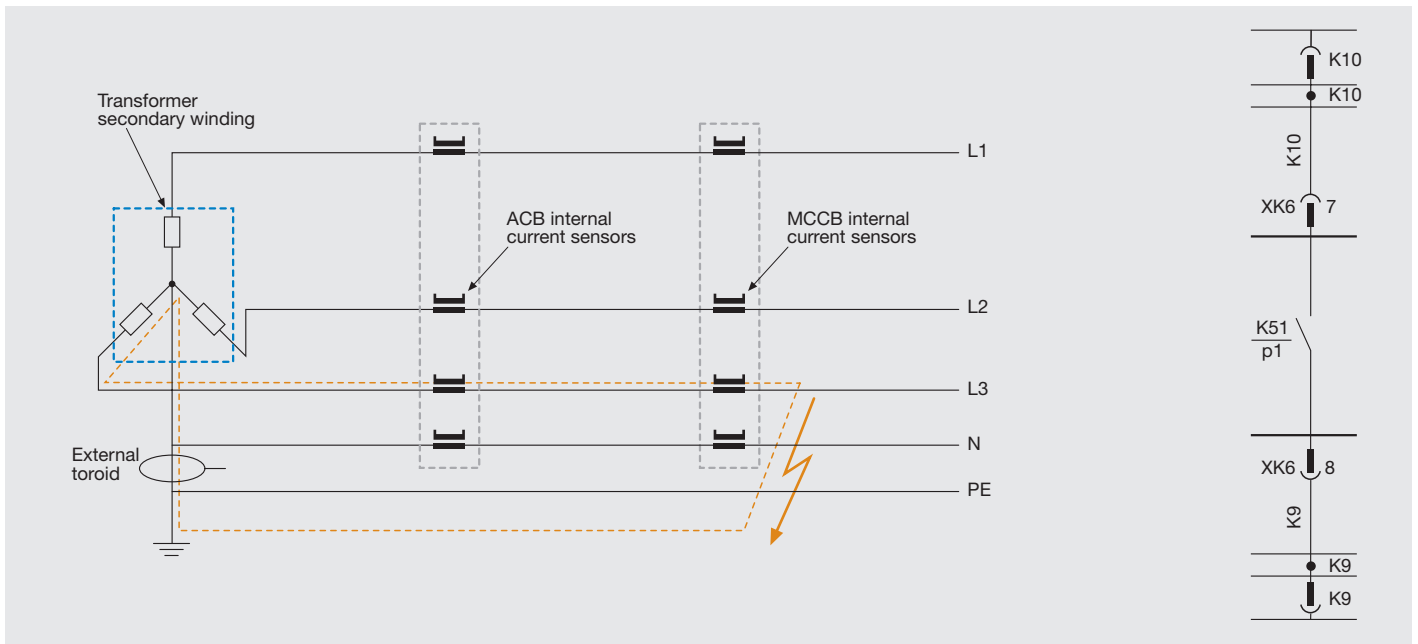 Transformer
secondary winding
L1
ACB internal
current sensors
MCCB internal
current sensors
L2
L3
N
External
toroid
PE
K10
K10
K10
XK6 7
K51
p1
XK6 8
K9
K9
K9